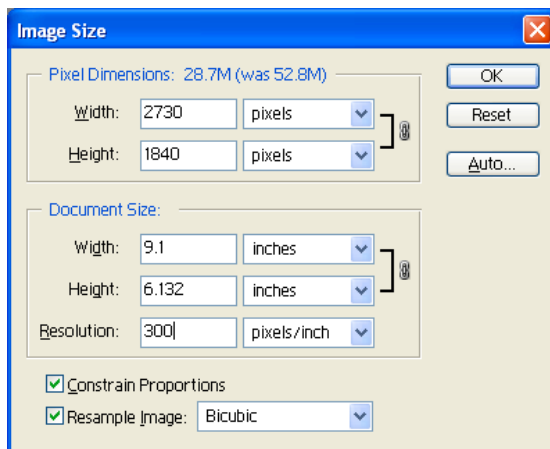 Image Size
Pixel Dimensions: 28.7M (was 52.8M)
OK
Width: 2730 pixels
Reset
Height: 1840 pixels
Auto...
Document Size:
Width: 9.1 inches
Height: 6.132 inches
Resolution: 300 pixels/inch
Constrain Proportions
Resample Image: Bicubic